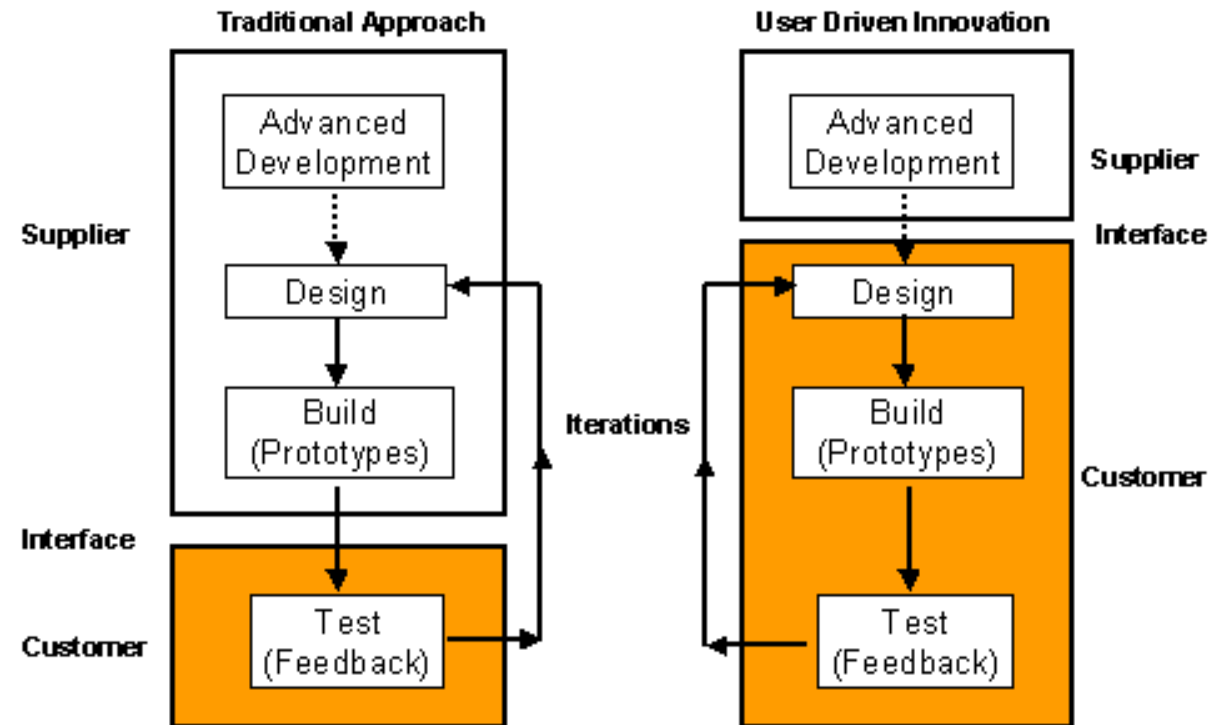 Traditional Approach
Supplier
Advanced
Development
Design
Build
(Prototypes)
Interface
Customer
Test
(Feedback)
Iterations
User Driven Innovation
Advanced
Development
Supplier
Interface
Design
Build
(Prototypes)
Customer
Test
(Feedback)